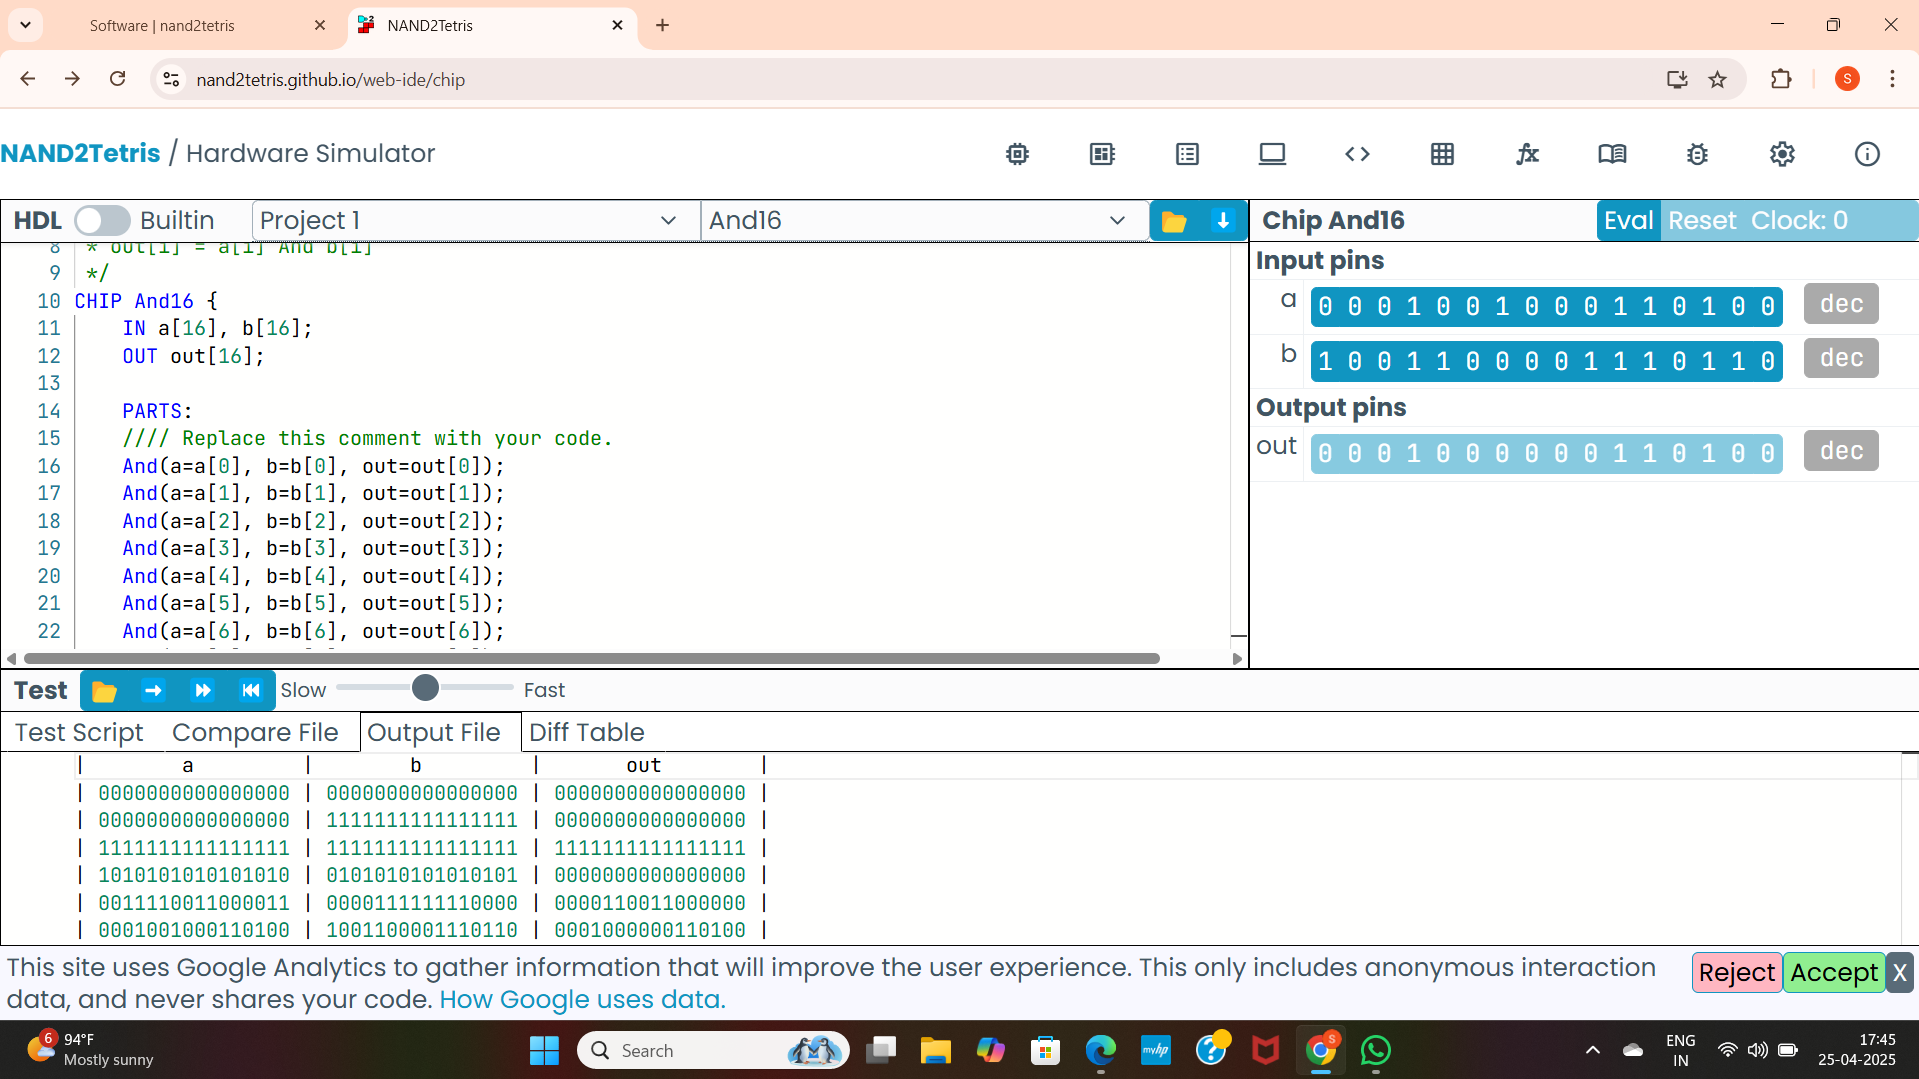 Software | nand2tetris
NAND2Tetris
nand2tetris.github.io/web-ide/chip
S
NAND2Tetris / Hardware Simulator
HDL Builtin Project 1 And16
Chip And16 Eval Reset Clock: 0
8 * out[i] = a[i] And b[i]
9 */
10 CHIP And16 {
11 IN a[16], b[16];
12 OUT out[16];
13
14 PARTS:
15 //// Replace this comment with your code.
16 And(a=a[0], b=b[0], out=out[0]);
17 And(a=a[1], b=b[1], out=out[1]);
18 And(a=a[2], b=b[2], out=out[2]);
19 And(a=a[3], b=b[3], out=out[3]);
20 And(a=a[4], b=b[4], out=out[4]);
21 And(a=a[5], b=b[5], out=out[5]);
22 And(a=a[6], b=b[6], out=out[6]);
Input pins
a 0 0 0 1 0 0 1 0 0 0 1 1 0 1 0 0 dec
b 1 0 0 1 1 0 0 0 0 1 1 1 0 1 1 0 dec
Output pins
out 0 0 0 1 0 0 0 0 0 0 1 1 0 1 0 0 dec
Test Slow Fast
Test Script Compare File Output File Diff Table
| a | b | out |
| 0000000000000000 | 0000000000000000 | 0000000000000000 |
| 0000000000000000 | 1111111111111111 | 0000000000000000 |
| 1111111111111111 | 1111111111111111 | 1111111111111111 |
| 1010101010101010 | 0101010101010101 | 0000000000000000 |
| 0011110011000011 | 0000111111110000 | 0000110011000000 |
| 0001001000110100 | 1001100001110110 | 0001000000110100 |
This site uses Google Analytics to gather information that will improve the user experience. This only includes anonymous interaction
data, and never shares your code. How Google uses data.
Reject Accept X
6 94°F
Mostly sunny
Search
myhp
S
ENG
IN
17:45
25-04-2025